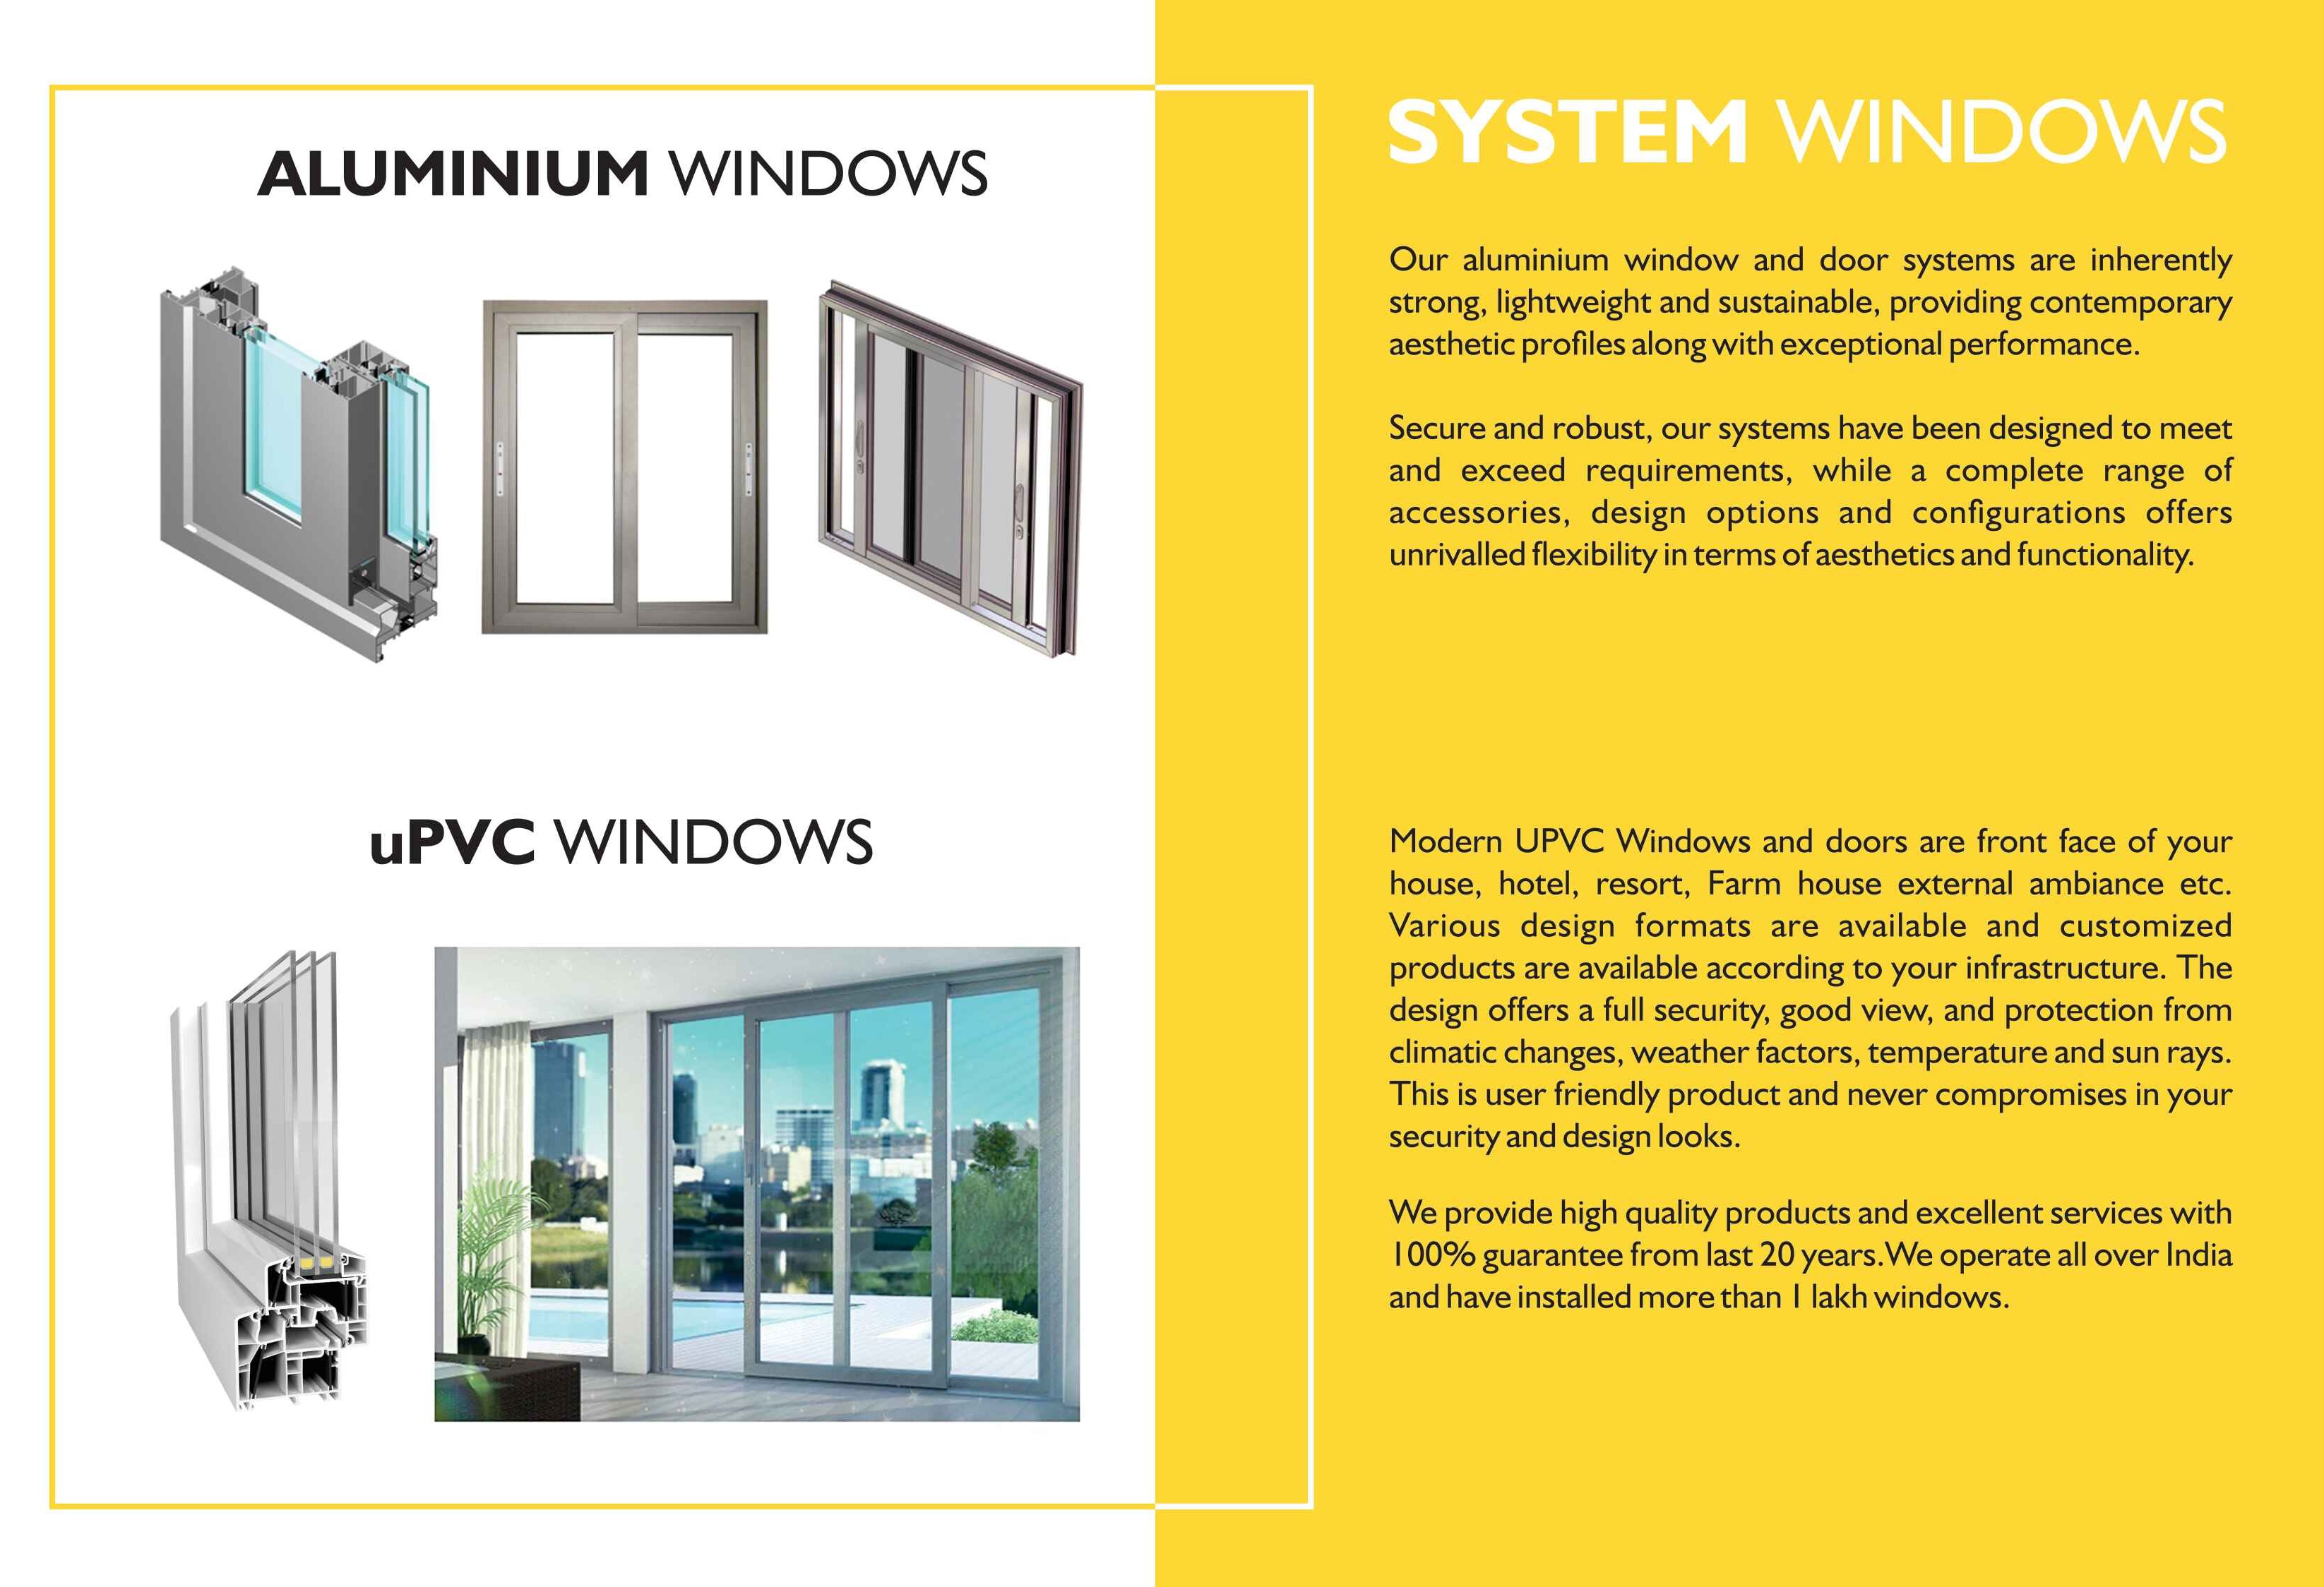 ALUMINIUM WINDOWS
uPVC WINDOWS
SYSTEM WINDOWS
Our aluminium window and door systems are inherently
strong, lightweight and sustainable, providing contemporary
aesthetic profiles along with exceptional performance.
Secure and robust, our systems have been designed to meet
and exceed requirements, while a complete range of
accessories, design options and configurations offers
unrivalled flexibility in terms of aesthetics and functionality.
Modern UPVC Windows and doors are front face of your
house, hotel, resort, Farm house external ambiance etc.
Various design formats are available and customized
products are available according to your infrastructure. The
design offers a full security, good view, and protection from
climatic changes, weather factors, temperature and sun rays.
This is user friendly product and never compromises in your
security and design looks.
We provide high quality products and excellent services with
100% guarantee from last 20 years. We operate all over India
and have installed more than 1 lakh windows.